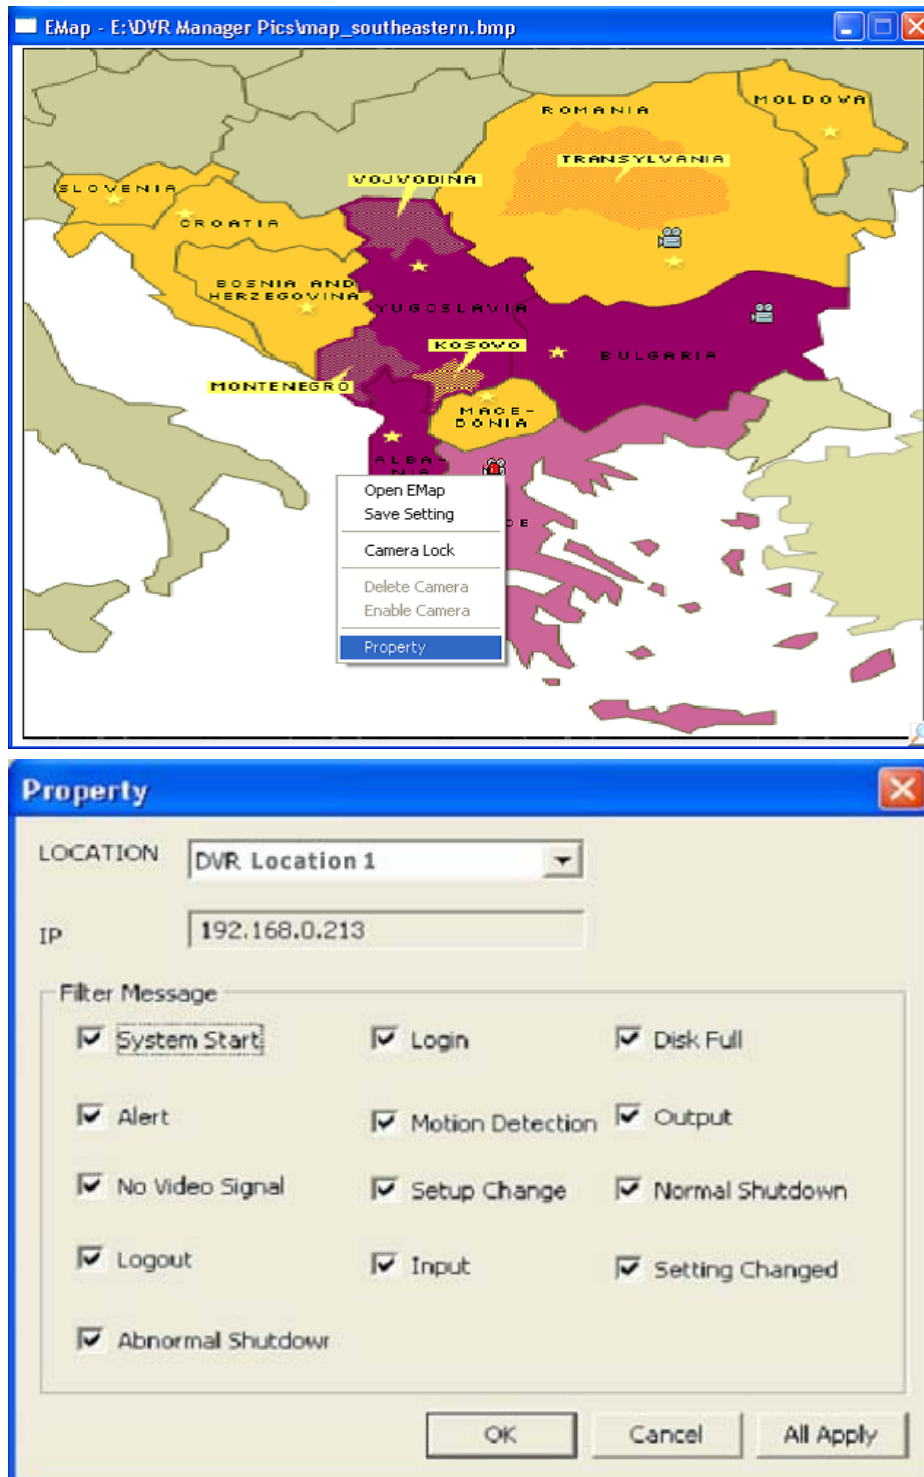 EMap - E:\DVR Manager Pics\map_southeastern.bmp
MOLDOVA
ROMANIA
TRANSYLVANIA
VOJVODINA
SLOVENIA
CROATIA
BOSNIA AND
HERZEGOVINA
YUGOSLAVIA
KOSOVO
BULGARIA
MONTENEGRO
MACE-
DONIA
ALBA-
NIA
Open EMap
Save Setting
CE
Camera Lock
Delete Camera
Enable Camera
Property
Property
LOCATION
DVR Location 1
IP
192.168.0.213
Filter Message
System Start
Login
Disk Full
Alert
Motion Detection
Output
No Video Signal
Setup Change
Normal Shutdown
Logout
Input
Setting Changed
Abnormal Shutdowr
OK
Cancel
All Apply